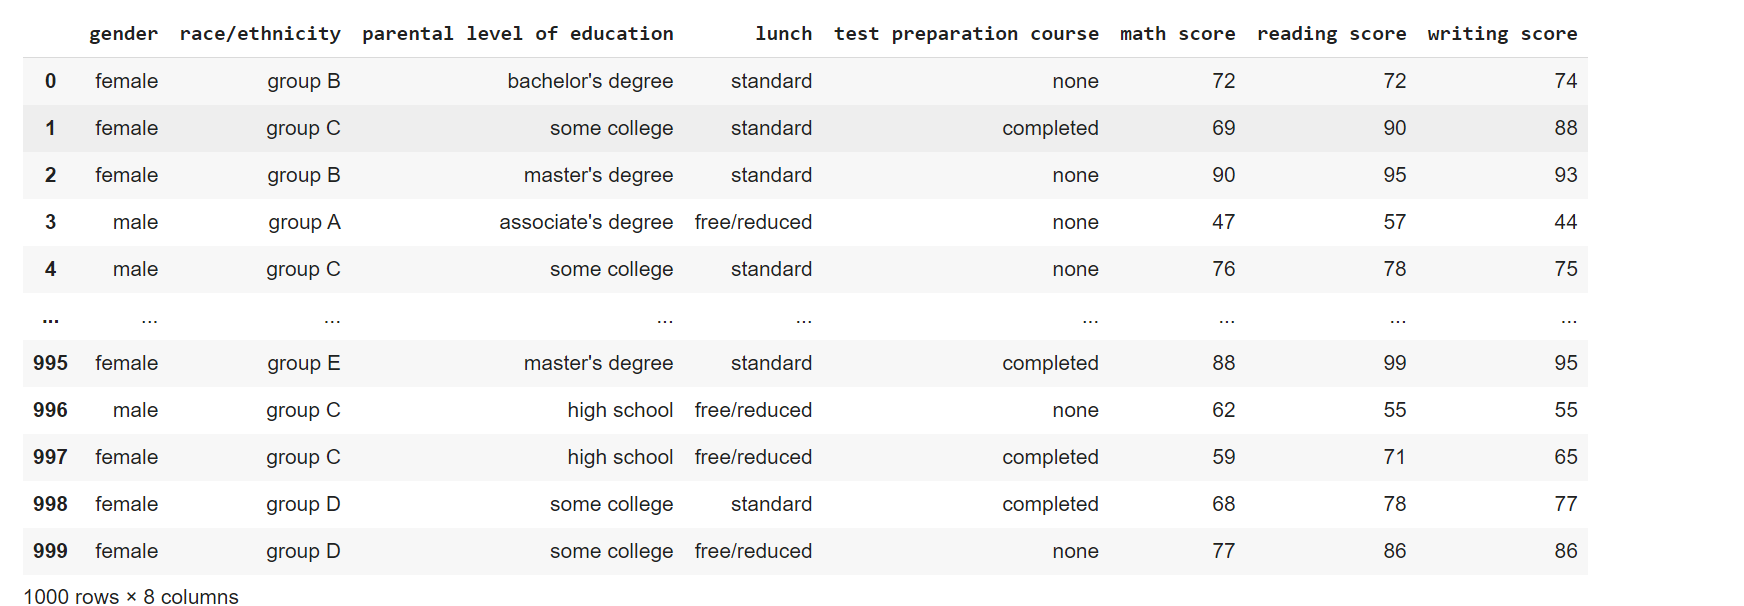 gender race/ethnicity parental level of education lunch test preparation course math score reading score writing score
0 female group B bachelor's degree standard none 72 72 74
1 female group C some college standard completed 69 90 88
2 female group B master's degree standard none 90 95 93
3 male group A associate's degree free/reduced none 47 57 44
4 male group C some college standard none 76 78 75
... ... ... ... ... ... ... ... ...
995 female group E master's degree standard completed 88 99 95
996 male group C high school free/reduced none 62 55 55
997 female group C high school free/reduced completed 59 71 65
998 female group D some college standard completed 68 78 77
999 female group D some college free/reduced none 77 86 86
1000 rows × 8 columns